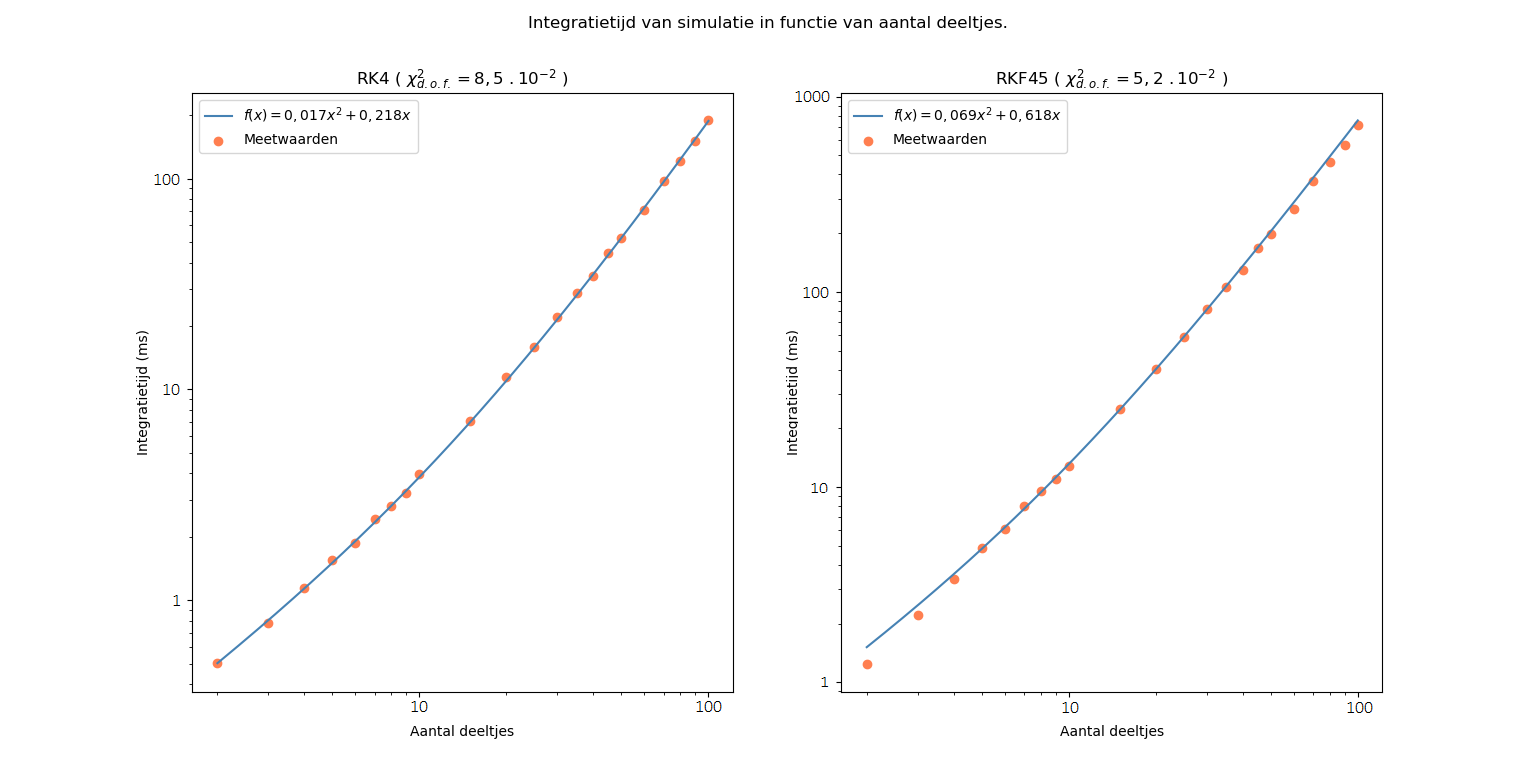 Integratietijd van simulatie in functie van aantal deeltjes.
RK4 ( χ²_{d.o.f.} = 8,5 .10⁻² )
f(x) = 0,017x² + 0,218x
Meetwaarden
100
10
1
Integratietijd (ms)
10
100
Aantal deeltjes
RKF45 ( χ²_{d.o.f.} = 5,2 .10⁻² )
f(x) = 0,069x² + 0,618x
Meetwaarden
1000
100
10
1
Integratietijd (ms)
10
100
Aantal deeltjes